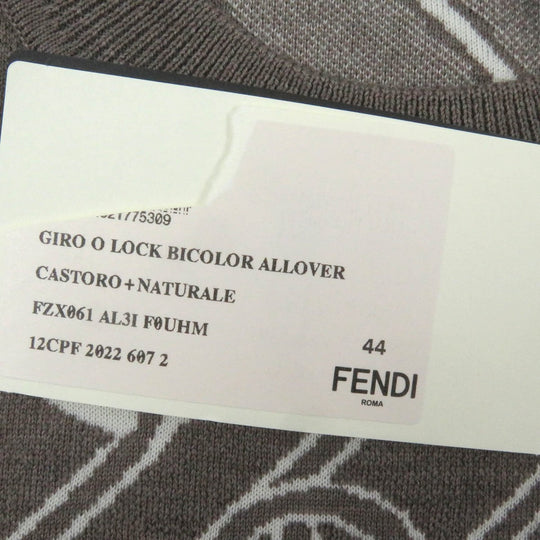 GIRO O LOCK BICOLOR ALLOVER
CASTORO+NATURALE
FZX061 AL3I F0UHM
12CPF 2022 607 2
44
FENDI
ROMA